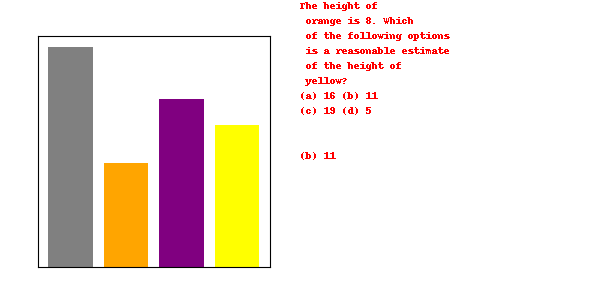 The height of
orange is 8. Which
of the following options
is a reasonable estimate
of the height of
yellow?
(a) 16 (b) 11
(c) 19 (d) 5
(b) 11